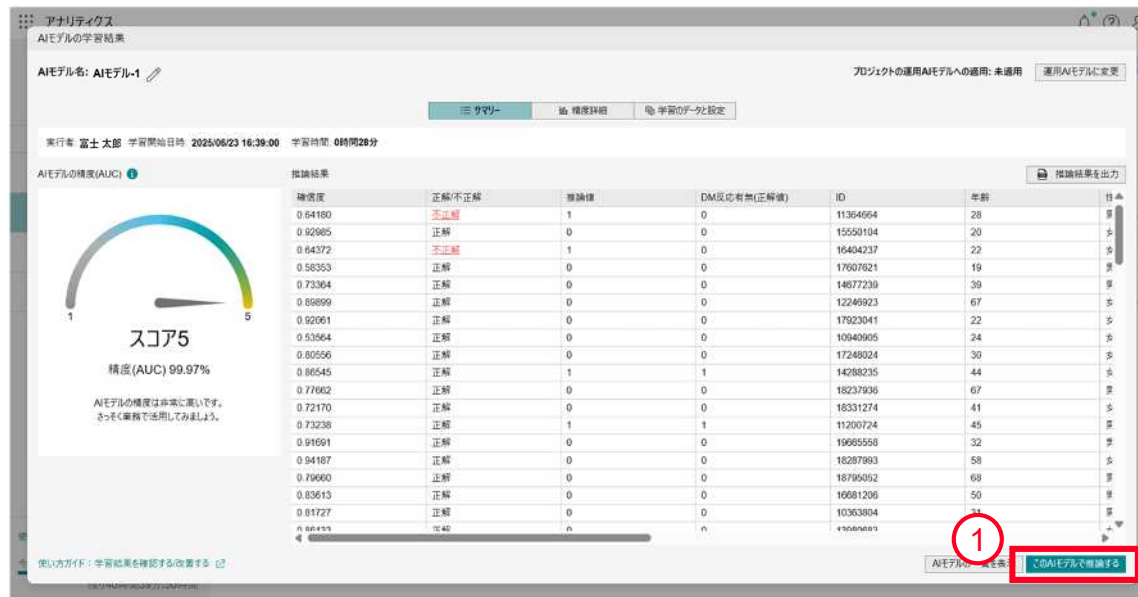 アナリティクス
AIモデルの学習結果
AIモデル名: AIモデル-1
プロジェクトの運用AIモデルへの適用: 未適用 運用AIモデルに変更
サマリー 精度詳細 学習のデータと設定
実行者: 富士 太郎 学習開始日時: 2025/06/23 16:39:00 学習時間: 0時間28分
AIモデルの精度(AUC)
推論結果 推論結果を出力
確信度 正解/不正解 推論値 DM反応有無(正解値) ID 年齢
0.64180 不正解 1 0 11364664 28 男
0.92985 正解 0 0 15550104 20 女
0.64372 不正解 1 0 16404237 22 女
0.58353 正解 0 0 17607621 19 男
0.73364 正解 0 0 14677239 39 男
0.89899 正解 0 0 12246923 67 女
0.92061 正解 0 0 17923041 22 女
0.53564 正解 0 0 10940905 24 女
0.80556 正解 0 0 17248024 30 女
0.86545 正解 1 1 14288235 44 女
0.77662 正解 0 0 18237936 67 男
0.72170 正解 0 0 18331274 41 女
0.73238 正解 1 1 11200724 45 男
0.91691 正解 0 0 19665558 32 男
0.94187 正解 0 0 18287993 58 女
0.79660 正解 0 0 18795052 68 男
0.83613 正解 0 0 16681206 50 男
0.81727 正解 0 0 10363804 31 男
1 5
スコア5
精度(AUC) 99.97%
AIモデルの精度は非常に高いです。
さっそく業務で活用してみましょう。
1
使い方ガイド：学習結果を確認する/改善する
このAIモデルで推論する